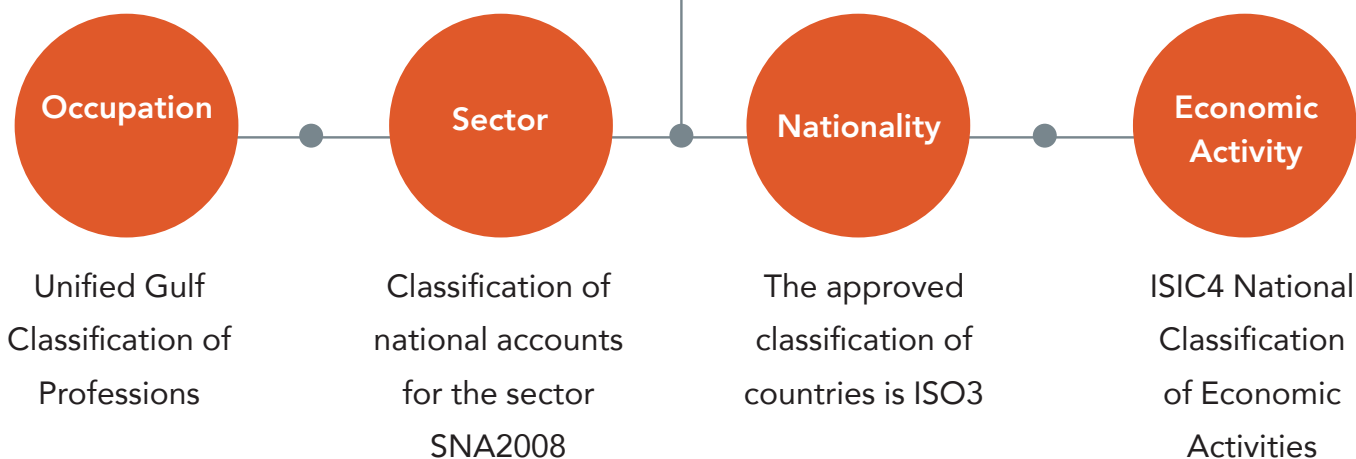 Occupation
Unified Gulf
Classification of
Professions
Sector
Classification of
national accounts
for the sector
SNA2008
Nationality
The approved
classification of
countries is ISO3
Economic
Activity
ISIC4 National
Classification
of Economic
Activities